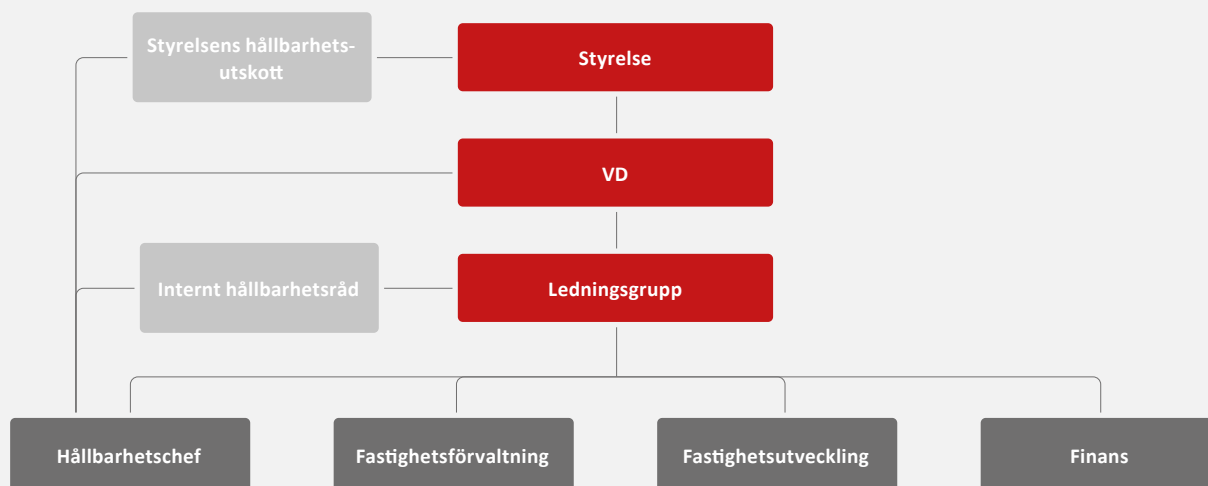 Styrelsens hållbarhets-
utskott
Styrelse
VD
Internt hållbarhetsråd
Ledningsgrupp
Hållbarhetschef
Fastighetsförvaltning
Fastighetsutveckling
Finans